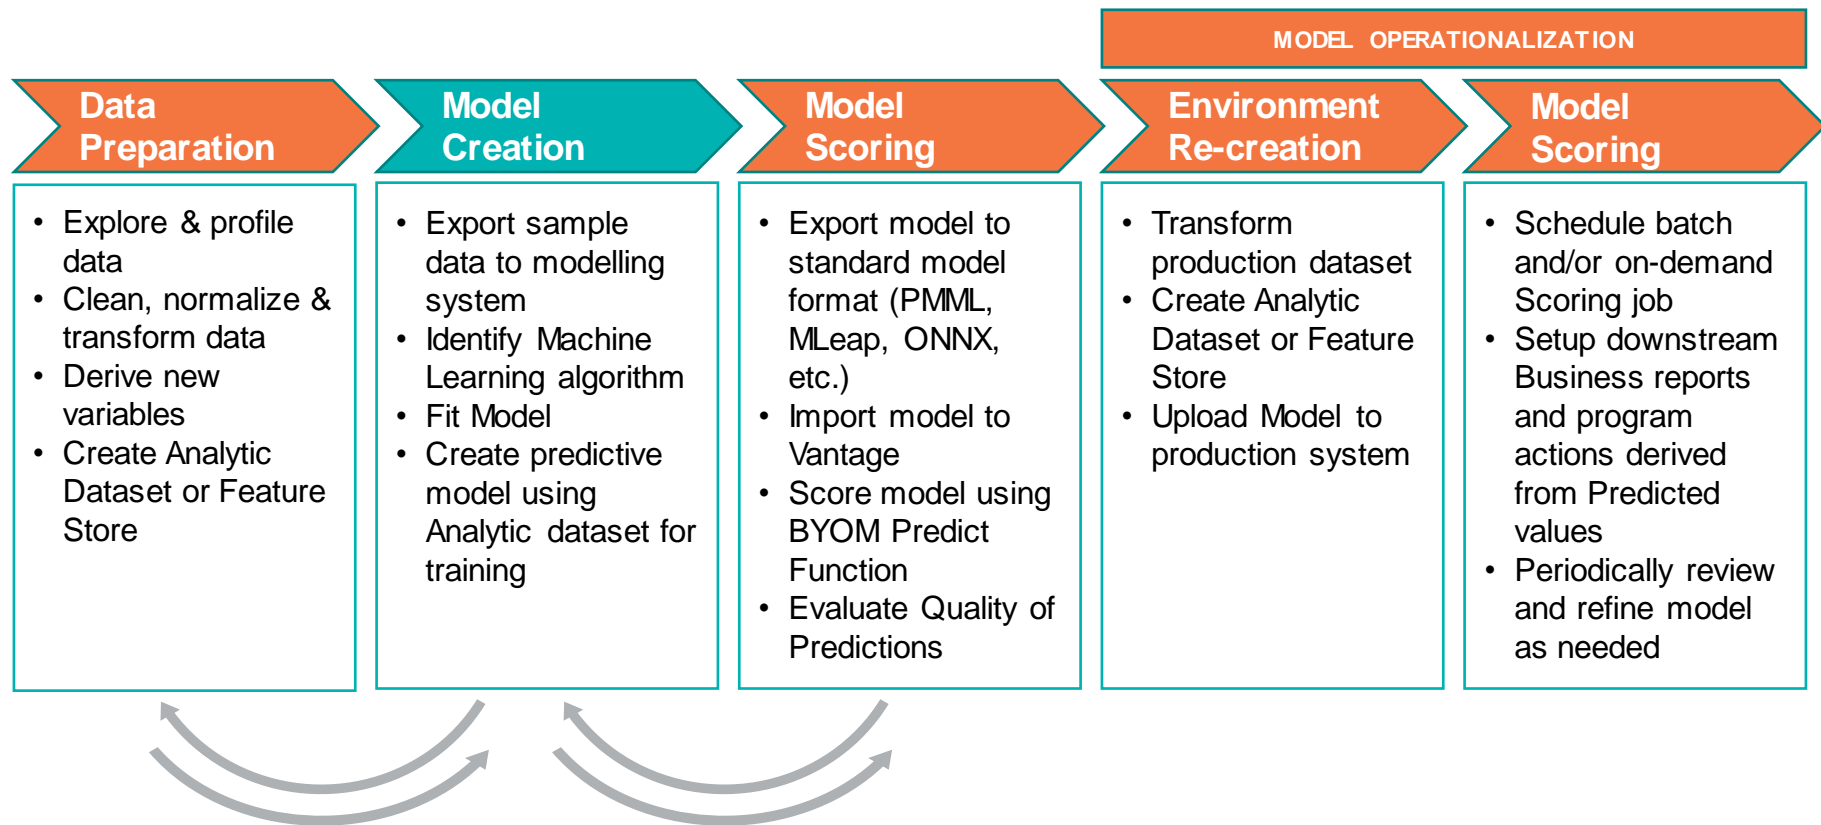 MODEL OPERATIONALIZATION
Data
Preparation
• Explore & profile
data
• Clean, normalize &
transform data
• Derive new
variables
• Create Analytic
Dataset or Feature
Store
Model
Creation
• Export sample
data to modelling
system
• Identify Machine
Learning algorithm
• Fit Model
• Create predictive
model using
Analytic dataset for
training
Model
Scoring
• Export model to
standard model
format (PMML,
MLeap, ONNX,
etc.)
• Import model to
Vantage
• Score model using
BYOM Predict
Function
• Evaluate Quality of
Predictions
Environment
Re-creation
• Transform
production dataset
• Create Analytic
Dataset or Feature
Store
• Upload Model to
production system
Model
Scoring
• Schedule batch
and/or on-demand
Scoring job
• Setup downstream
Business reports
and program
actions derived
from Predicted
values
• Periodically review
and refine model
as needed